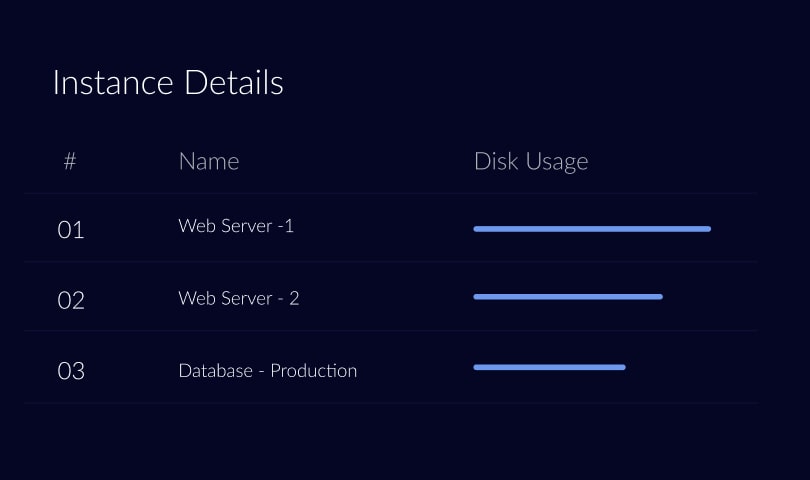 Instance Details
# Name Disk Usage
01 Web Server -1
02 Web Server - 2
03 Database - Production